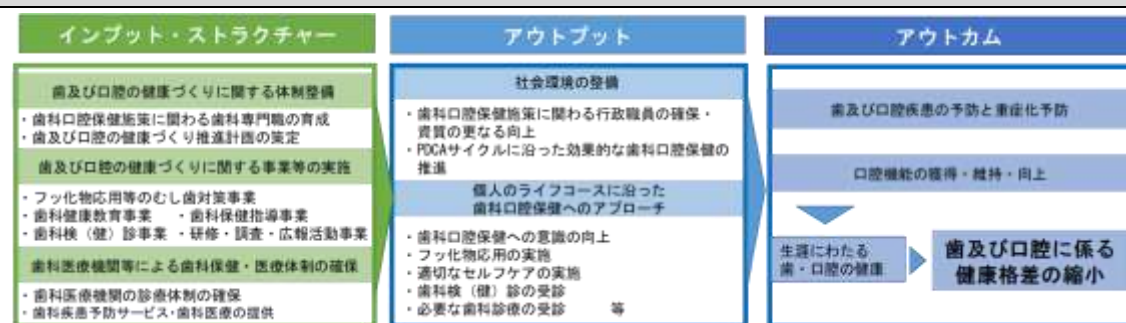 インプット・ストラクチャー
歯及び口腔の健康づくりに関する体制整備
・歯科口腔保健施策に関わる歯科専門職の育成
・歯及び口腔の健康づくり推進計画の策定
歯及び口腔の健康づくりに関する事業等の実施
・フッ化物応用等のむし歯対策事業
・歯科健康教育事業 ・歯科保健指導事業
・歯科検（健）診事業 ・研修・調査・広報活動事業
歯科医療機関等による歯科保健・医療体制の確保
・歯科医療機関の診療体制の確保
・歯科疾患予防サービス・歯科医療の提供
アウトプット
社会環境の整備
・歯科口腔保健施策に関わる行政職員の確保・
資質の更なる向上
・PDCAサイクルに沿った効果的な歯科口腔保健の
推進
個人のライフコースに沿った
歯科口腔保健へのアプローチ
・歯科口腔保健への意識の向上
・フッ化物応用の実施
・適切なセルフケアの実施
・歯科検（健）診の受診
・必要な歯科診療の受診 等
アウトカム
歯及び口腔疾患の予防と重症化予防
口腔機能の獲得・維持・向上
生涯にわたる
歯・口腔の健康
歯及び口腔に係る
健康格差の縮小